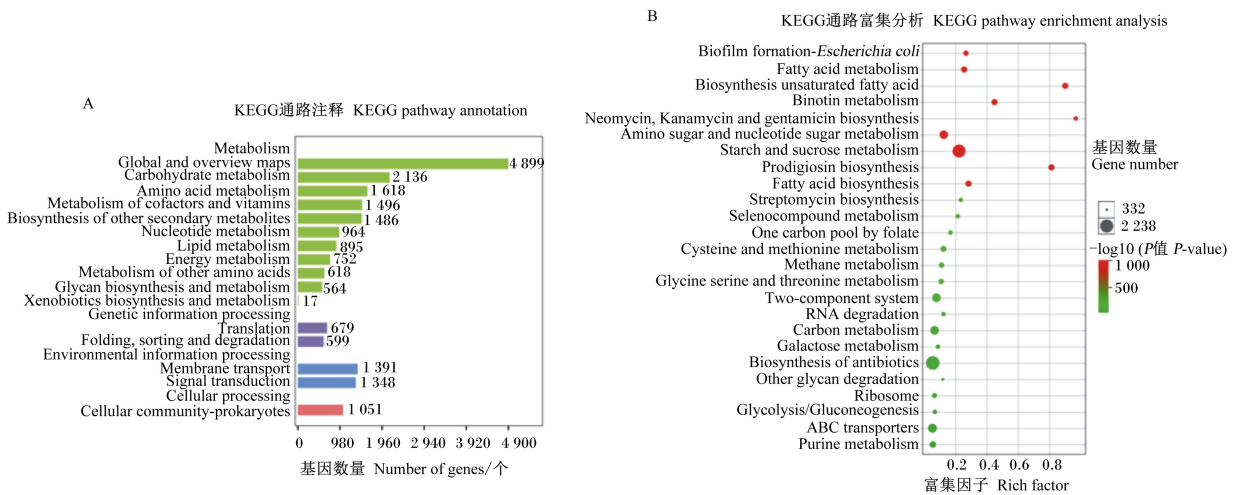 A
KEGG通路注释 KEGG pathway annotation
Metabolism
Global and overview maps 4 899
Carbohydrate metabolism 2 136
Amino acid metabolism 1 618
Metabolism of cofactors and vitamins 1 496
Biosynthesis of other secondary metabolites 1 486
Nucleotide metabolism 964
Lipid metabolism 895
Energy metabolism 752
Metabolism of other amino acids 618
Glycan biosynthesis and metabolism 564
Xenobiotics biosynthesis and metabolism 17
Genetic information processing
Translation 679
Folding, sorting and degradation 599
Environmental information processing
Membrane transport 1 391
Signal transduction 1 348
Cellular processing
Cellular community-prokaryotes 1 051
0 980 1 960 2 940 3 920 4 900
基因数量 Number of genes/个
B
KEGG通路富集分析 KEGG pathway enrichment analysis
Biofilm fornation-Escherichia coli
Fatty acid metabolism
Biosynthesis unsaturated fatty acid
Binotin metabolism
Neomycin, Kanamycin and gentamicin biosynthesis
Amino sugar and nucleotide sugar metabolism
Starch and sucrose metabolism
Prodigiosin biosynthesis
Fatty acid biosynthesis
Streptomycin biosynthesis
Selenocompound metabolism
One carbon pool by folate
Cysteine and methionine metabolism
Methane metabolism
Glycine serine and threonine metabolism
Two-component system
RNA degradation
Carbon metabolism
Galactose metabolism
Biosynthesis of antibiotics
Other glycan degradation
Ribosome
Glycolysis/Gluconeogenesis
ABC transporters
Purine metabolism
0.2 0.4 0.6 0.8
富集因子 Rich factor
基因数量
Gene number
332
2 238
−log10 (P值 P-value)
1 000
500